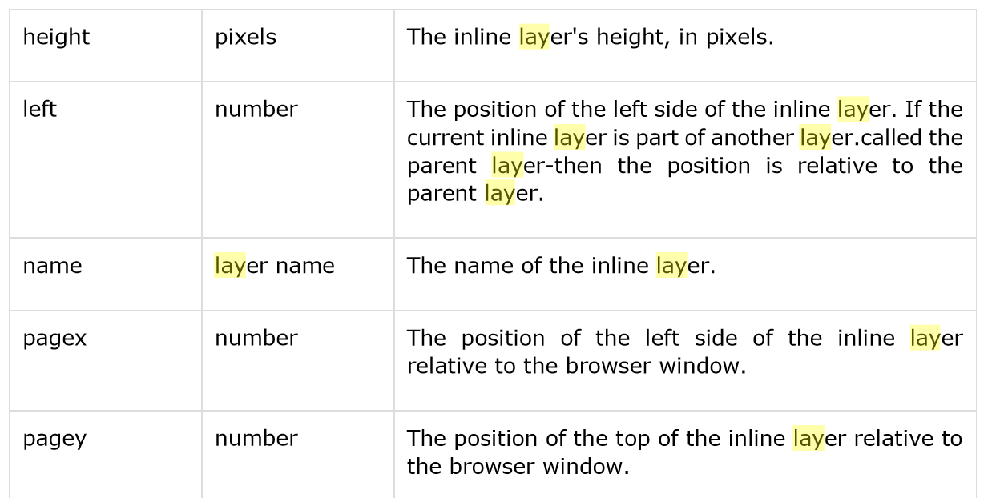 height pixels The inline layer's height, in pixels.
left number The position of the left side of the inline layer. If the
current inline layer is part of another layer.called the
parent layer-then the position is relative to the
parent layer.
name layer name The name of the inline layer.
pagex number The position of the left side of the inline layer
relative to the browser window.
pagey number The position of the top of the inline layer relative to
the browser window.